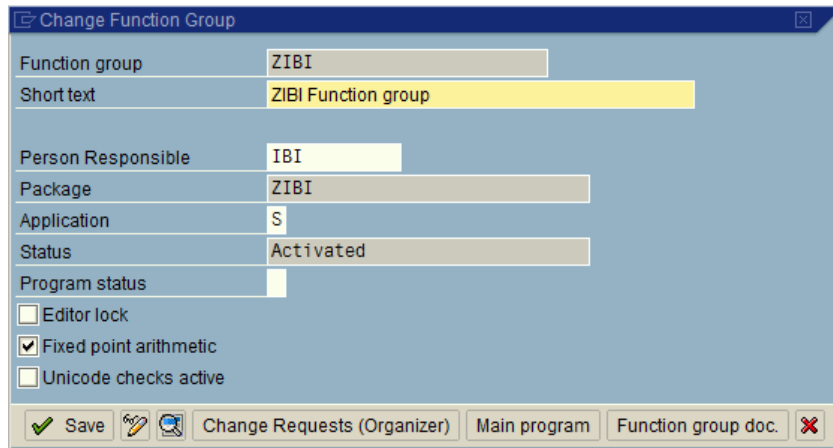 Change Function Group
Function group ZIBI
Short text ZIBI Function group
Person Responsible IBI
Package ZIBI
Application S
Status Activated
Program status
Editor lock
Fixed point arithmetic
Unicode checks active
Save Change Requests (Organizer) Main program Function group doc.